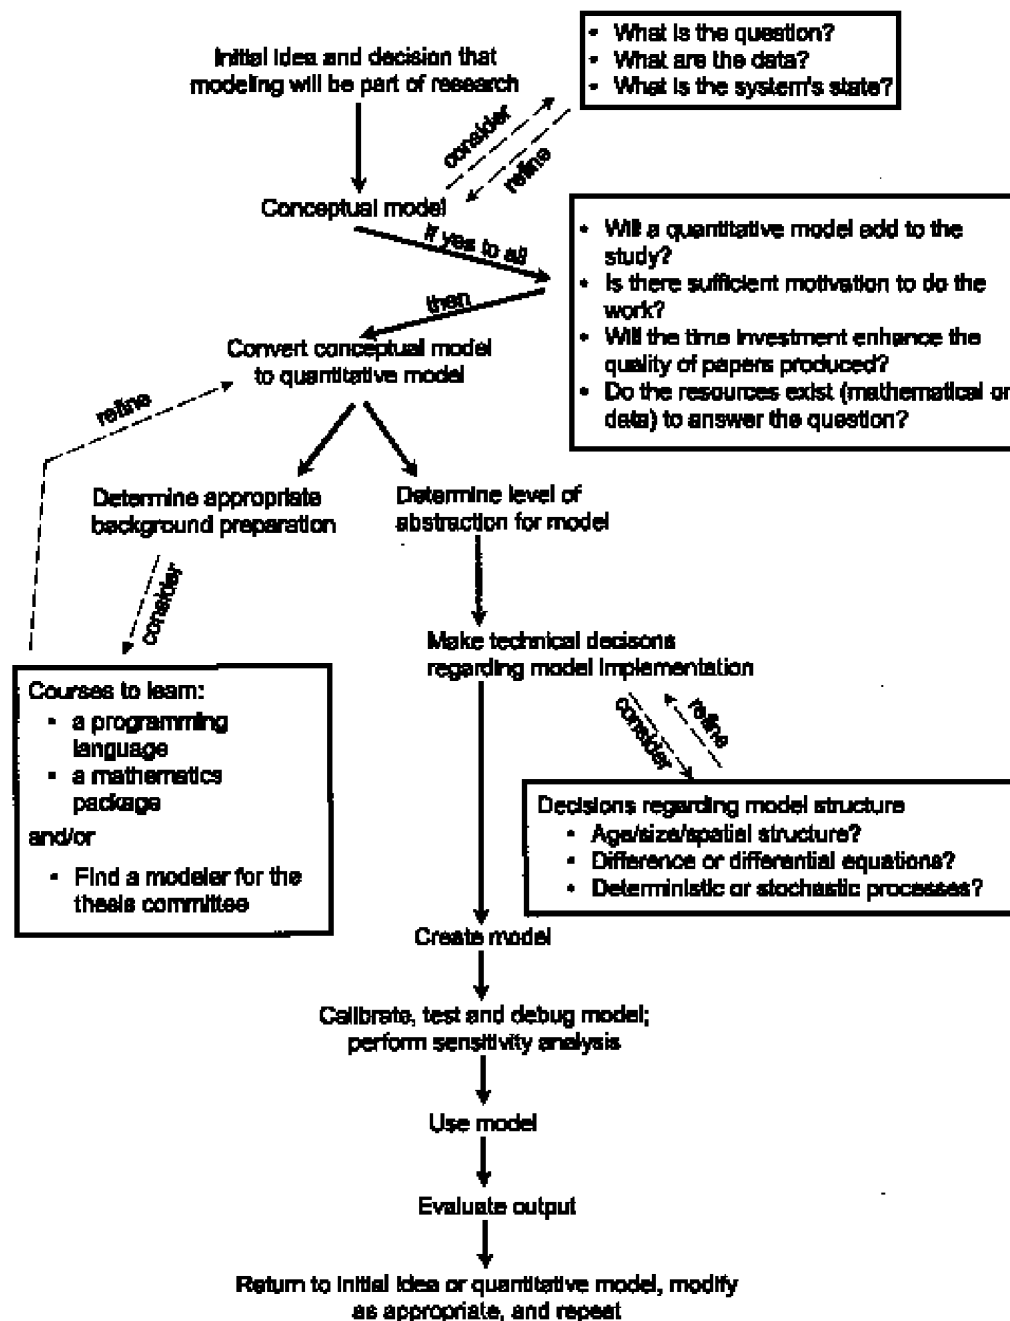 Initial idea and decision that
modeling will be part of research
• What is the question?
• What are the data?
• What is the system's state?
consider
refine
Conceptual model
if yes to all
• Will a quantitative model add to the
study?
• Is there sufficient motivation to do the
work?
• Will the time investment enhance the
quality of papers produced?
• Do the resources exist (mathematical or
data) to answer the question?
then
Convert conceptual model
to quantitative model
refine
Determine appropriate
background preparation
Determine level of
abstraction for model
consider
Make technical decisons
regarding model implementation
Courses to learn:
• a programming
language
• a mathematics
package
and/or
• Find a modeler for the
thesis committee
refine
consider
Decisions regarding model structure
• Age/size/spatial structure?
• Difference or differential equations?
• Deterministic or stochastic processes?
Create model
Calibrate, test and debug model;
perform sensitivity analysis
Use model
Evaluate output
Return to initial idea or quantitative model, modify
as appropriate, and repeat